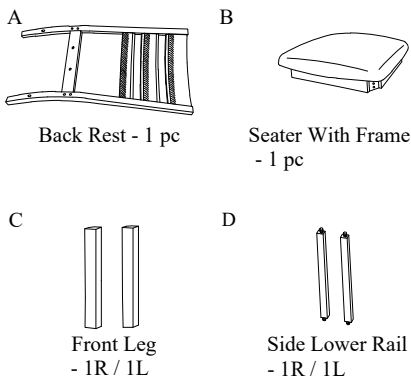 A
B
Back Rest - 1 pc
Seater With Frame
- 1 pc
C
D
Front Leg
- 1R / 1L
Side Lower Rail
- 1R / 1L